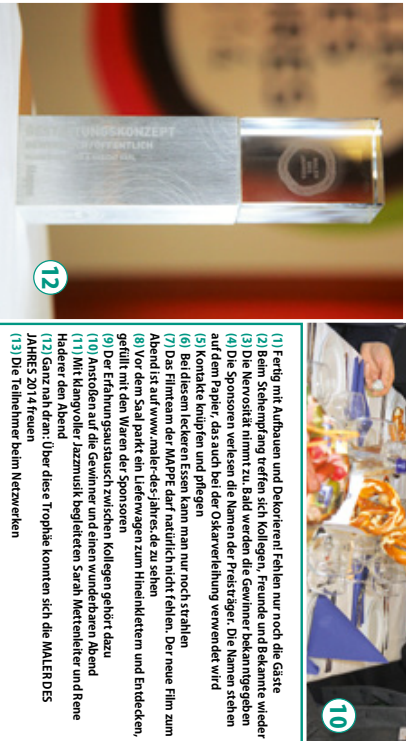 (1) Fertig mit Aufbauen und Dekorieren! Fehlen nur noch die Gäste
(2) Beim Stehempfang treffen sich Kollegen, Freunde und Bekannte wieder
(3) Die Nervosität nimmt zu. Bald werden die Gewinner bekanntgegeben
(4) Die Sponsoren verlesen die Namen der Preisträger. Die Namen stehen
auf dem Papier, das auch bei der Oskarverleihung verwendet wird
(5) Kontakte knüpfen und pflegen
(6) Bei diesem leckeren Essen kann man nur noch strahlen
(7) Das Filmteam der MAPPE darf natürlich nicht fehlen. Der neue Film zum
Abend ist auf www.maler-des-jahres.de zu sehen
(8) Vor dem Saal parkt ein Lieferwagen zum Hineinklettern und Entdecken,
gefüllt mit den Waren der Sponsoren
(9) Der Erfahrungsaustausch zwischen Kollegen gehört dazu
(10) Anstoßen auf die Gewinner und einen wunderbaren Abend
(11) Mit klangvoller Jazzmusik begleiteten Sarah Mettenleiter und Rene
Haderer den Abend
(12) Ganz nah dran: Über diese Trophäe konnten sich die MALER DES
JAHRES 2014 freuen
(13) Die Teilnehmer beim Netzwerken
10
12
MALER
DES
JAHRES